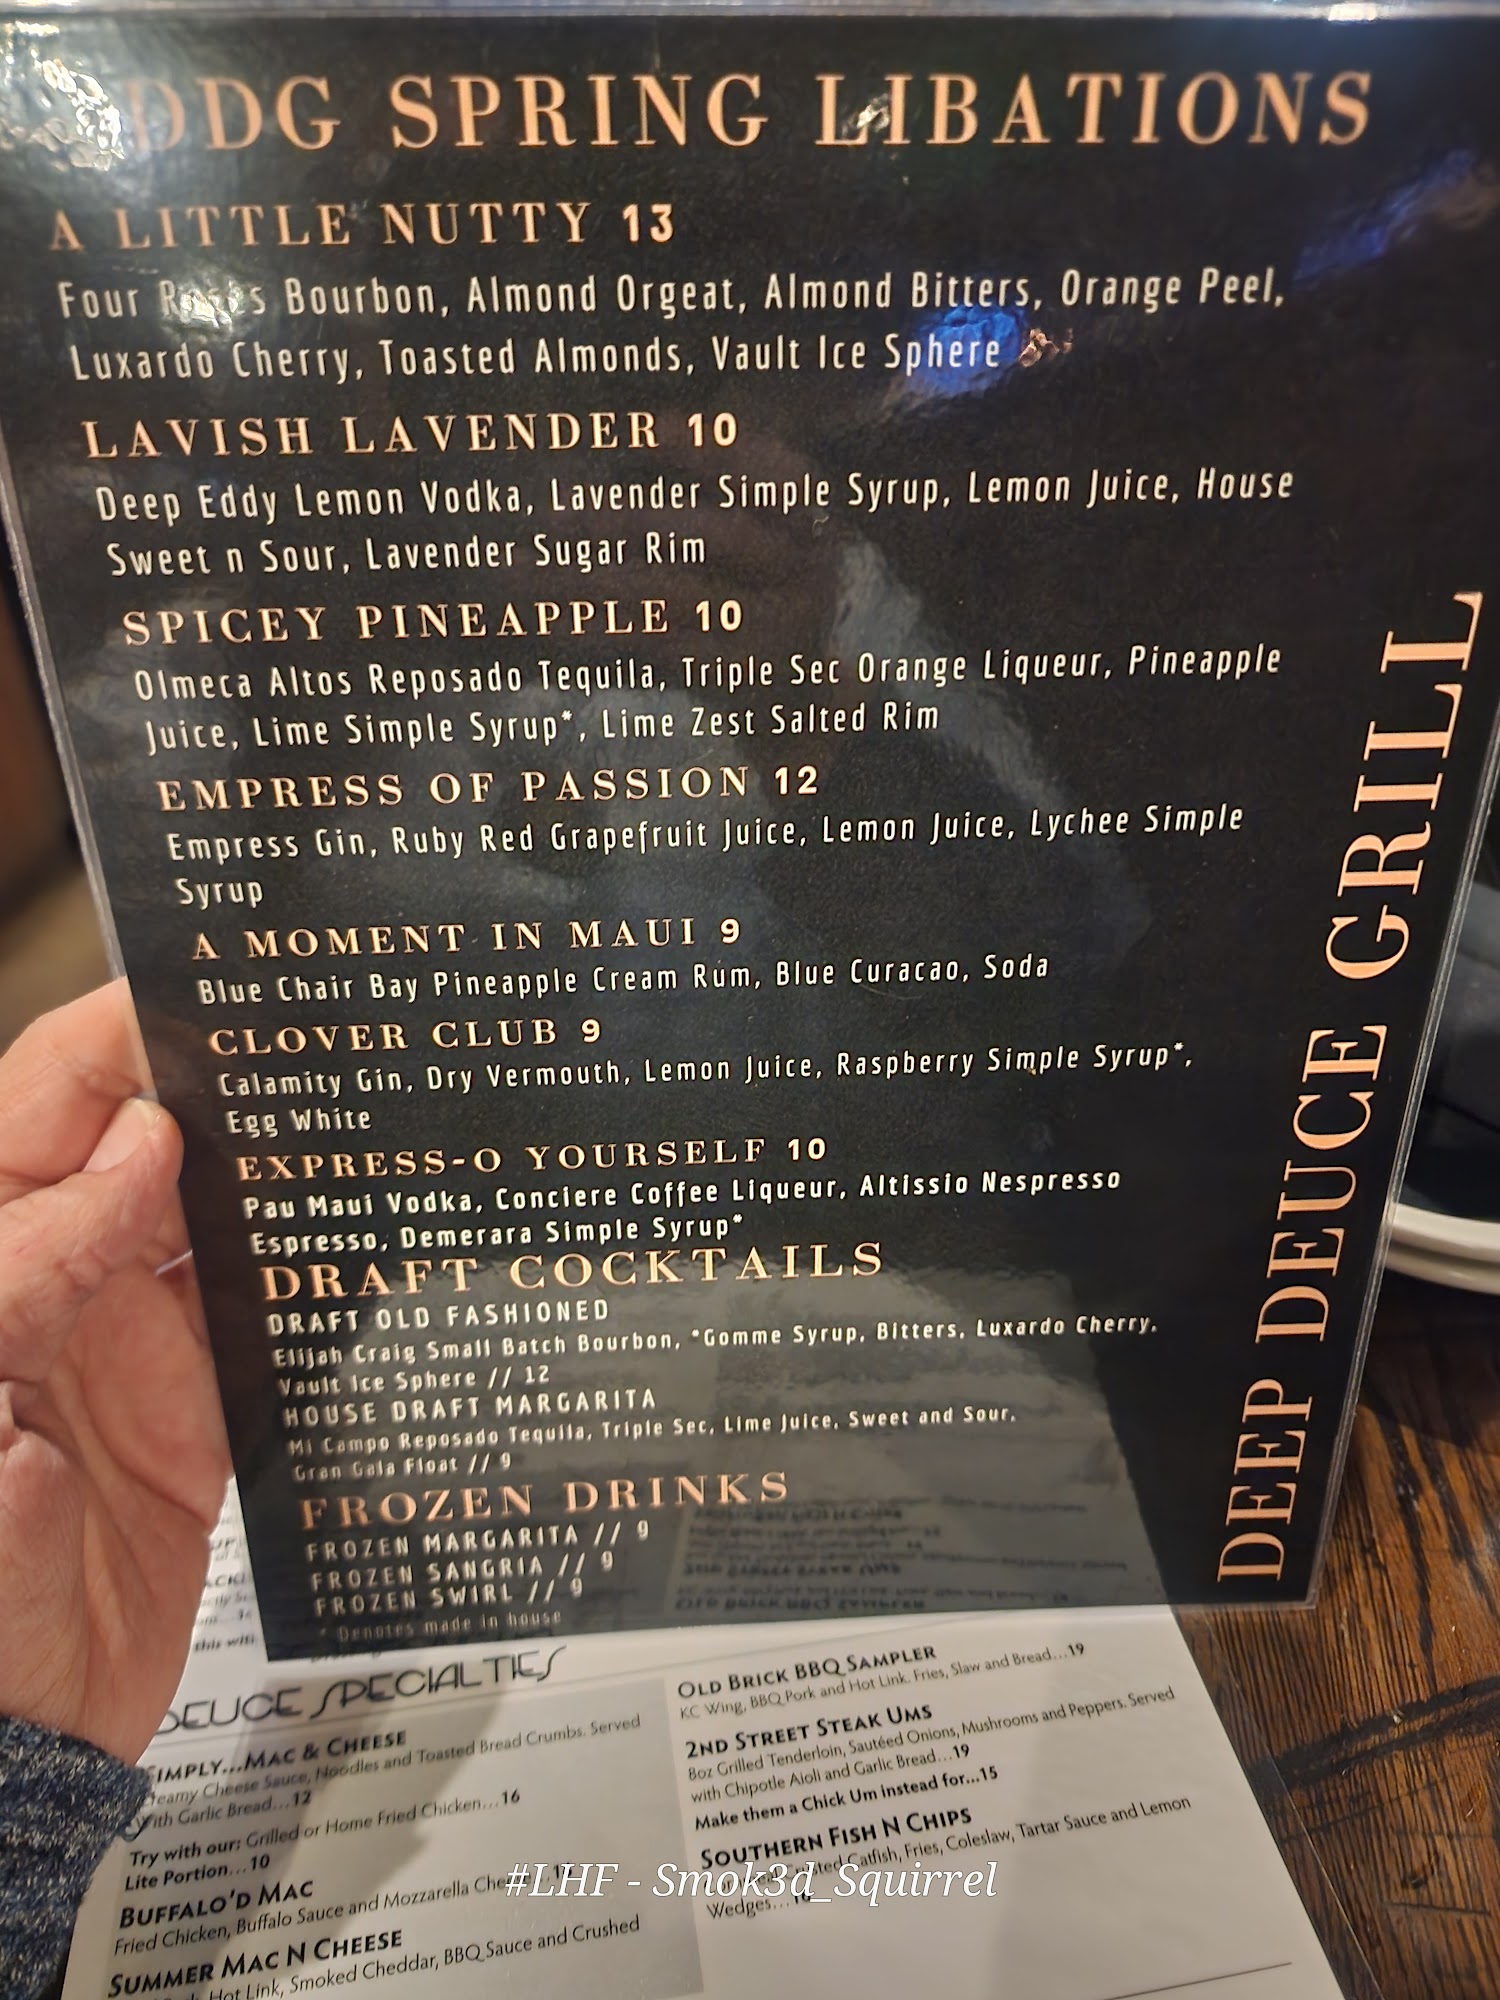 DDG SPRING LIBATIONS
A LITTLE NUTTY 13
Four Bourbon, Almond Orgeat, Almond Bitters, Orange Peel,
Luxardo Cherry, Toasted Almonds, Vault Ice Sphere
LAVISH LAVENDER 10
Deep Eddy Lemon Vodka, Lavender Simple Syrup, Lemon Juice, House
Sweet n Sour, Lavender Sugar Rim
SPICEY PINEAPPLE 10
Olmeca Altos Reposado Tequila, Triple Sec Orange Liqueur, Pineapple
Juice, Lime Simple Syrup*, Lime Zest Salted Rim
EMPRESS OF PASSION 12
Empress Gin, Ruby Red Grapefruit Juice, Lemon Juice, Lychee Simple
Syrup
A MOMENT IN MAUI 9
Blue Chair Bay Pineapple Cream Rum, Blue Curacao, Soda
CLOVER CLUB 9
Calamity Gin, Dry Vermouth, Lemon Juice, Raspberry Simple Syrup*,
Egg White
EXPRESS-O YOURSELF 10
Pau Maui Vodka, Conciere Coffee Liqueur, Altissio Nespresso
Espresso, Demerara Simple Syrup*
DRAFT COCKTAILS
DRAFT OLD FASHIONED
Elijah Craig Small Batch Bourbon, *Gomme Syrup, Bitters, Luxardo Cherry,
Vault Ice Sphere // 12
HOUSE DRAFT MARGARITA
Mi Campo Reposado Tequila, Triple Sec, Lime Juice, Sweet and Sour,
Gran Gala Float // 9
FROZEN DRINKS
FROZEN MARGARITA // 9
FROZEN SANGRIA // 9
FROZEN SWIRL // 9
* Denotes made in house
DEEP DEUCE GRILL
DEUCE SPECIALTIES
SIMPLY...MAC & CHEESE
Creamy Cheese Sauce, Noodles and Toasted Bread Crumbs. Served
With Garlic Bread...12
Try with our: Grilled or Home Fried Chicken...16
Lite Portion...10
BUFFALO'D MAC
Fried Chicken, Buffalo Sauce and Mozzarella
SUMMER MAC N CHEESE
Hot Link, Smoked Cheddar, BBQ Sauce and Crushed
OLD BRICK BBQ SAMPLER
KC Wing, BBQ Pork and Hot Link. Fries, Slaw and Bread...19
2ND STREET STEAK UMS
8oz Grilled Tenderloin, Sautéed Onions, Mushrooms and Peppers. Served
with Chipotle Aioli and Garlic Bread...19
Make them a Chick Um instead for...15
SOUTHERN FISH N CHIPS
Catfish, Fries, Coleslaw, Tartar Sauce and Lemon
Wedges...
#LHF - Smok3d_Squirrel